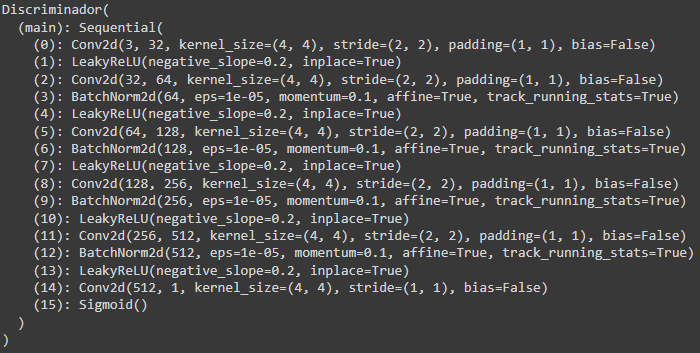 Discriminador(
  (main): Sequential(
    (0): Conv2d(3, 32, kernel_size=(4, 4), stride=(2, 2), padding=(1, 1), bias=False)
    (1): LeakyReLU(negative_slope=0.2, inplace=True)
    (2): Conv2d(32, 64, kernel_size=(4, 4), stride=(2, 2), padding=(1, 1), bias=False)
    (3): BatchNorm2d(64, eps=1e-05, momentum=0.1, affine=True, track_running_stats=True)
    (4): LeakyReLU(negative_slope=0.2, inplace=True)
    (5): Conv2d(64, 128, kernel_size=(4, 4), stride=(2, 2), padding=(1, 1), bias=False)
    (6): BatchNorm2d(128, eps=1e-05, momentum=0.1, affine=True, track_running_stats=True)
    (7): LeakyReLU(negative_slope=0.2, inplace=True)
    (8): Conv2d(128, 256, kernel_size=(4, 4), stride=(2, 2), padding=(1, 1), bias=False)
    (9): BatchNorm2d(256, eps=1e-05, momentum=0.1, affine=True, track_running_stats=True)
    (10): LeakyReLU(negative_slope=0.2, inplace=True)
    (11): Conv2d(256, 512, kernel_size=(4, 4), stride=(2, 2), padding=(1, 1), bias=False)
    (12): BatchNorm2d(512, eps=1e-05, momentum=0.1, affine=True, track_running_stats=True)
    (13): LeakyReLU(negative_slope=0.2, inplace=True)
    (14): Conv2d(512, 1, kernel_size=(4, 4), stride=(1, 1), bias=False)
    (15): Sigmoid()
  )
)